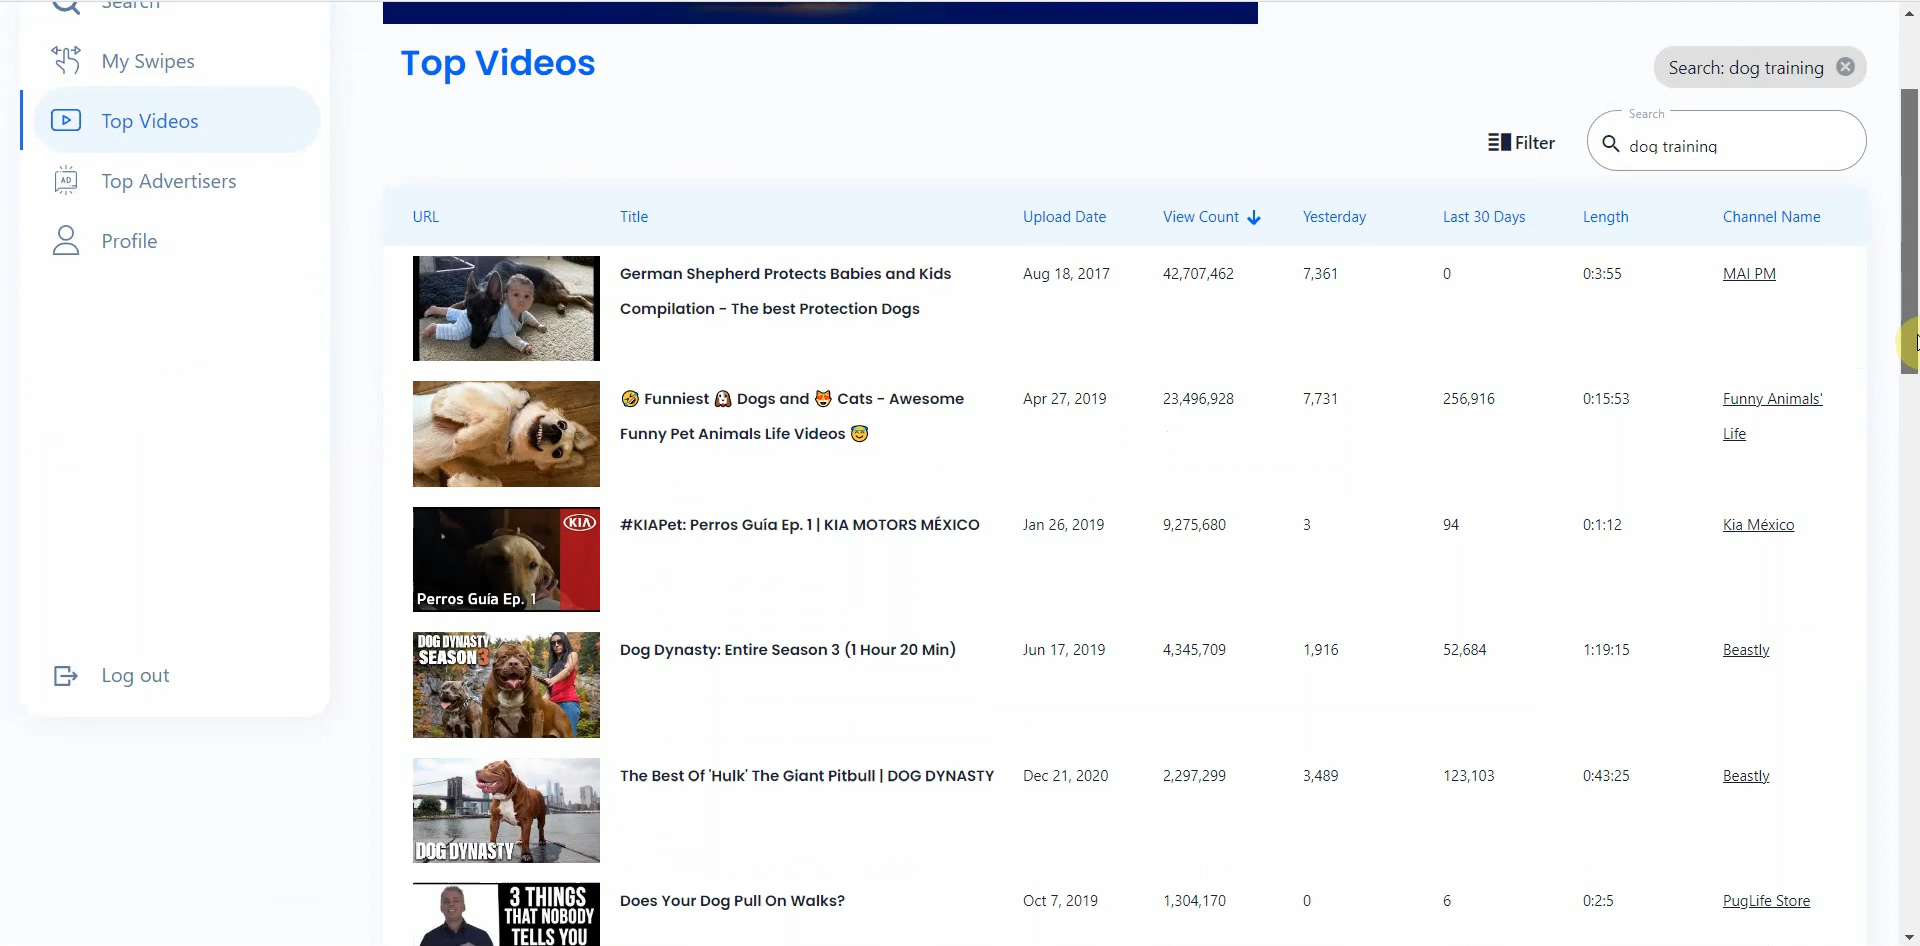 Search
My Swipes
Top Videos
Top Advertisers
Profile
Log out
Top Videos
Search: dog training
Filter
Search
dog training
URL Title Upload Date View Count Yesterday Last 30 Days Length Channel Name
German Shepherd Protects Babies and Kids Aug 18, 2017 42,707,462 7,361 0 0:3:55 MAI PM
Compilation - The best Protection Dogs
🤣 Funniest 🐶 Dogs and 😻 Cats - Awesome Apr 27, 2019 23,496,928 7,731 256,916 0:15:53 Funny Animals'
Funny Pet Animals Life Videos 😇 Life
KIA
#KIAPet: Perros Guía Ep. 1 | KIA MOTORS MÉXICO Jan 26, 2019 9,275,680 3 94 0:1:12 Kia México
Perros Guía Ep. 1
DOG DYNASTY
SEASON 3
Dog Dynasty: Entire Season 3 (1 Hour 20 Min) Jun 17, 2019 4,345,709 1,916 52,684 1:19:15 Beastly
The Best Of 'Hulk' The Giant Pitbull | DOG DYNASTY Dec 21, 2020 2,297,299 3,489 123,103 0:43:25 Beastly
DOG DYNASTY
3 THINGS
THAT NOBODY
TELLS YOU
Does Your Dog Pull On Walks? Oct 7, 2019 1,304,170 0 6 0:2:5 PugLife Store